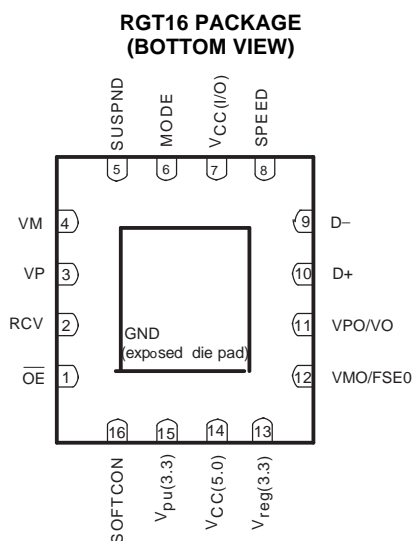 RGT16 PACKAGE
(BOTTOM VIEW)
SUSPND
MODE
VCC(I/O)
SPEED
5
6
7
8
VM
4
9
D−
VP
3
10
D+
RCV
2
11
VPO/VO
OE
1
12
VMO/FSE0
GND
(exposed die pad)
16
15
14
13
SOFTCON
Vpu(3.3)
VCC(5.0)
Vreg(3.3)